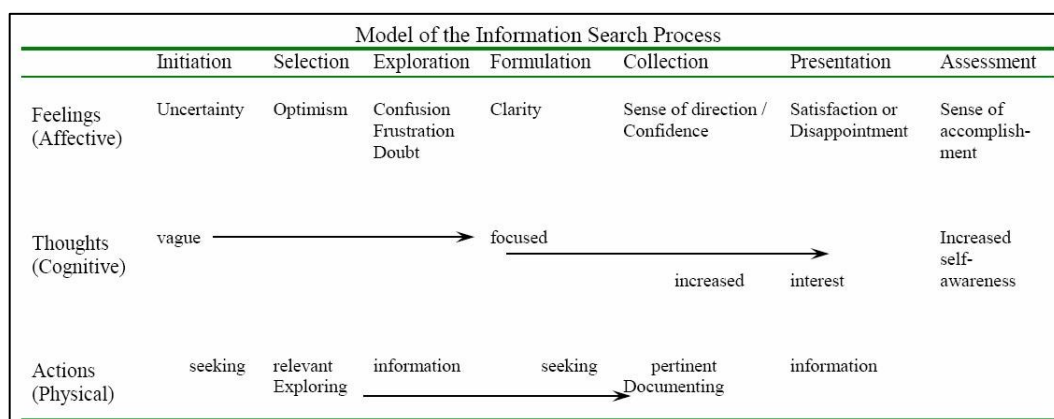 Model of the Information Search Process
Initiation Selection Exploration Formulation Collection Presentation Assessment
Feelings (Affective)
Uncertainty Optimism Confusion Clarity Sense of direction / Satisfaction or Sense of
Frustration Confidence Disappointment accomplish-
Doubt ment
Thoughts (Cognitive)
vague focused Increased
self-
increased interest awareness
Actions (Physical)
seeking relevant information seeking pertinent information
Exploring Documenting